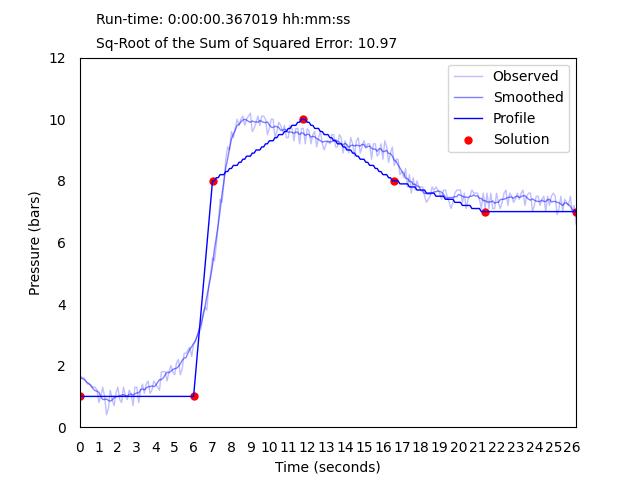 Run-time: 0:00:00.367019 hh:mm:ss
Sq-Root of the Sum of Squared Error: 10.97
12
10
8
6
4
2
0
Pressure (bars)
Observed
Smoothed
Profile
Solution
0 1 2 3 4 5 6 7 8 9 10 11 12 13 14 15 16 17 18 19 20 21 22 23 24 25 26
Time (seconds)